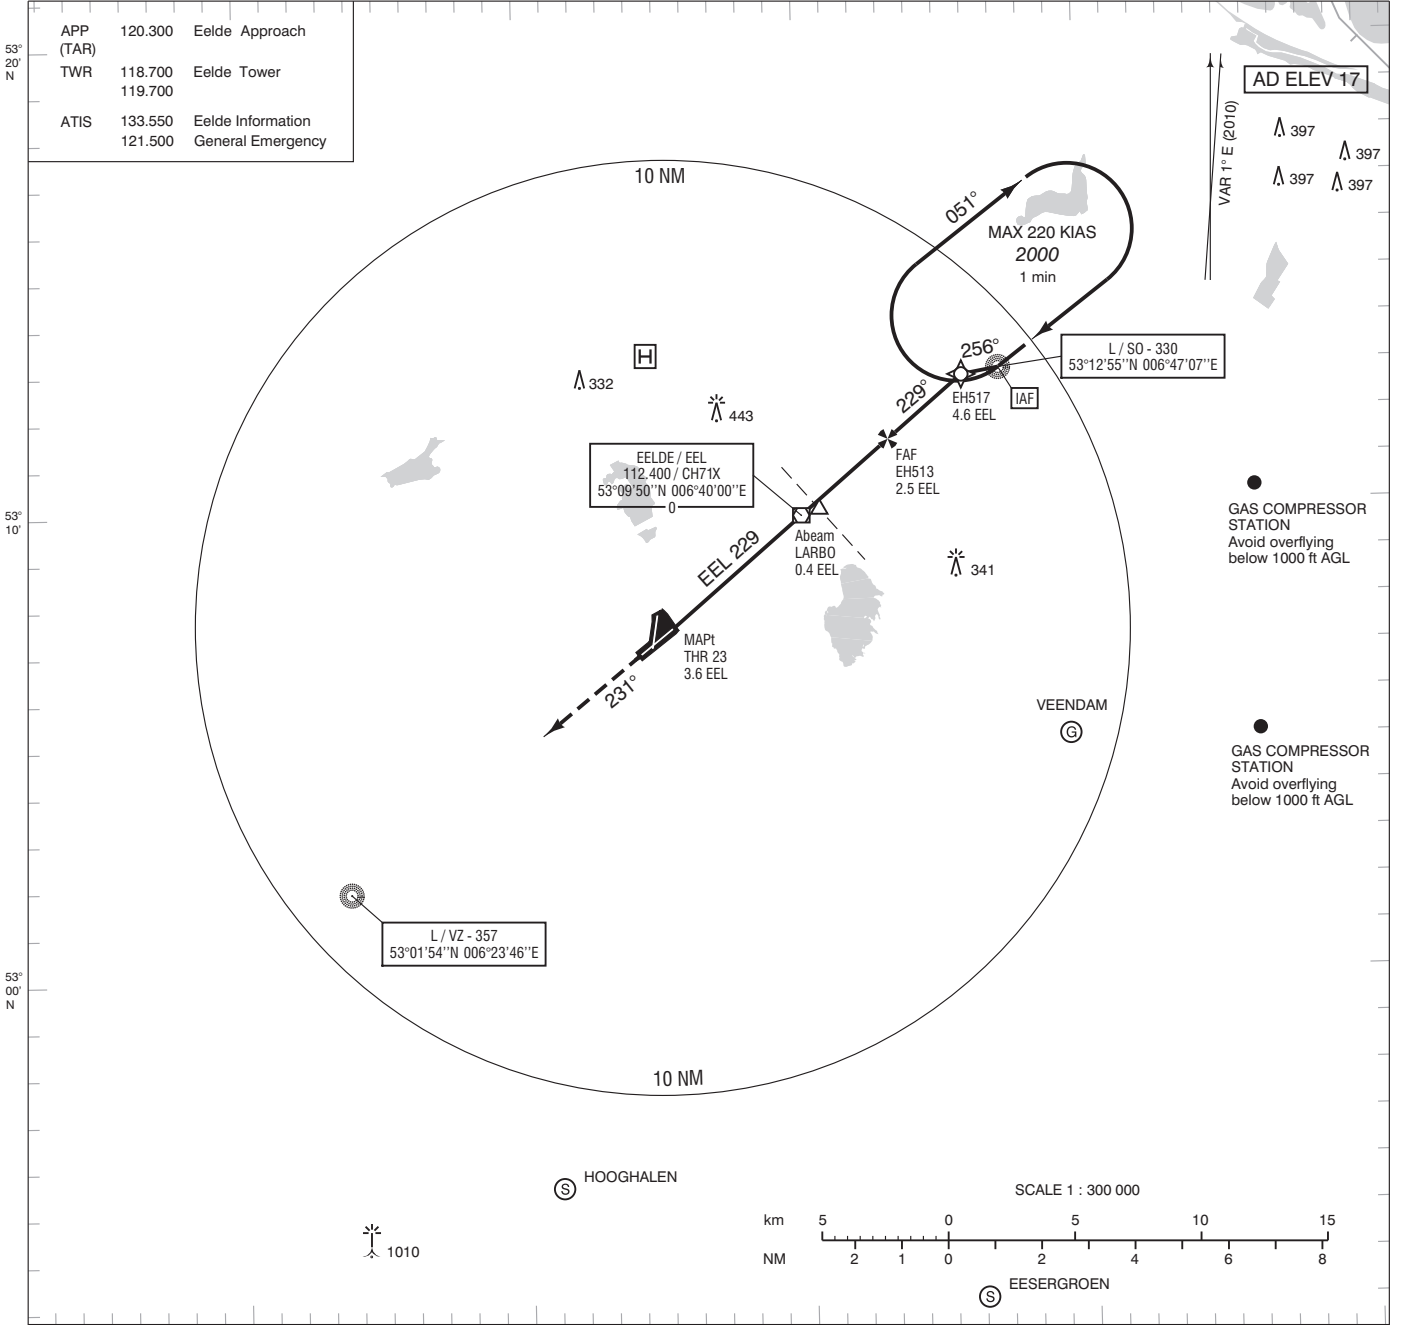 APP 120.300 Eelde Approach
(TAR)
TWR 118.700 Eelde Tower
119.700
ATIS 133.550 Eelde Information
121.500 General Emergency
53°
20'
N
AD ELEV 17
VAR 1° E (2010)
397
397
397
397
10 NM
051°
MAX 220 KIAS
2000
1 min
L / SO - 330
53°12'55''N 006°47'07''E
256°
IAF
H
332
443
229°
EH517
4.6 EEL
EELDE / EEL
112.400 / CH71X
53°09'50''N 006°40'00''E
0
FAF
EH513
2.5 EEL
53°
10'
GAS COMPRESSOR
STATION
Avoid overflying
below 1000 ft AGL
Abeam
LARBO
0.4 EEL
EEL 229
341
MAPt
THR 23
3.6 EEL
231°
VEENDAM
G
GAS COMPRESSOR
STATION
Avoid overflying
below 1000 ft AGL
L / VZ - 357
53°01'54''N 006°23'46''E
53°
00'
N
10 NM
HOOGHALEN
S
SCALE 1 : 300 000
km 5 0 5 10 15
NM 2 1 0 2 4 6 8
1010
EESERGROEN
S